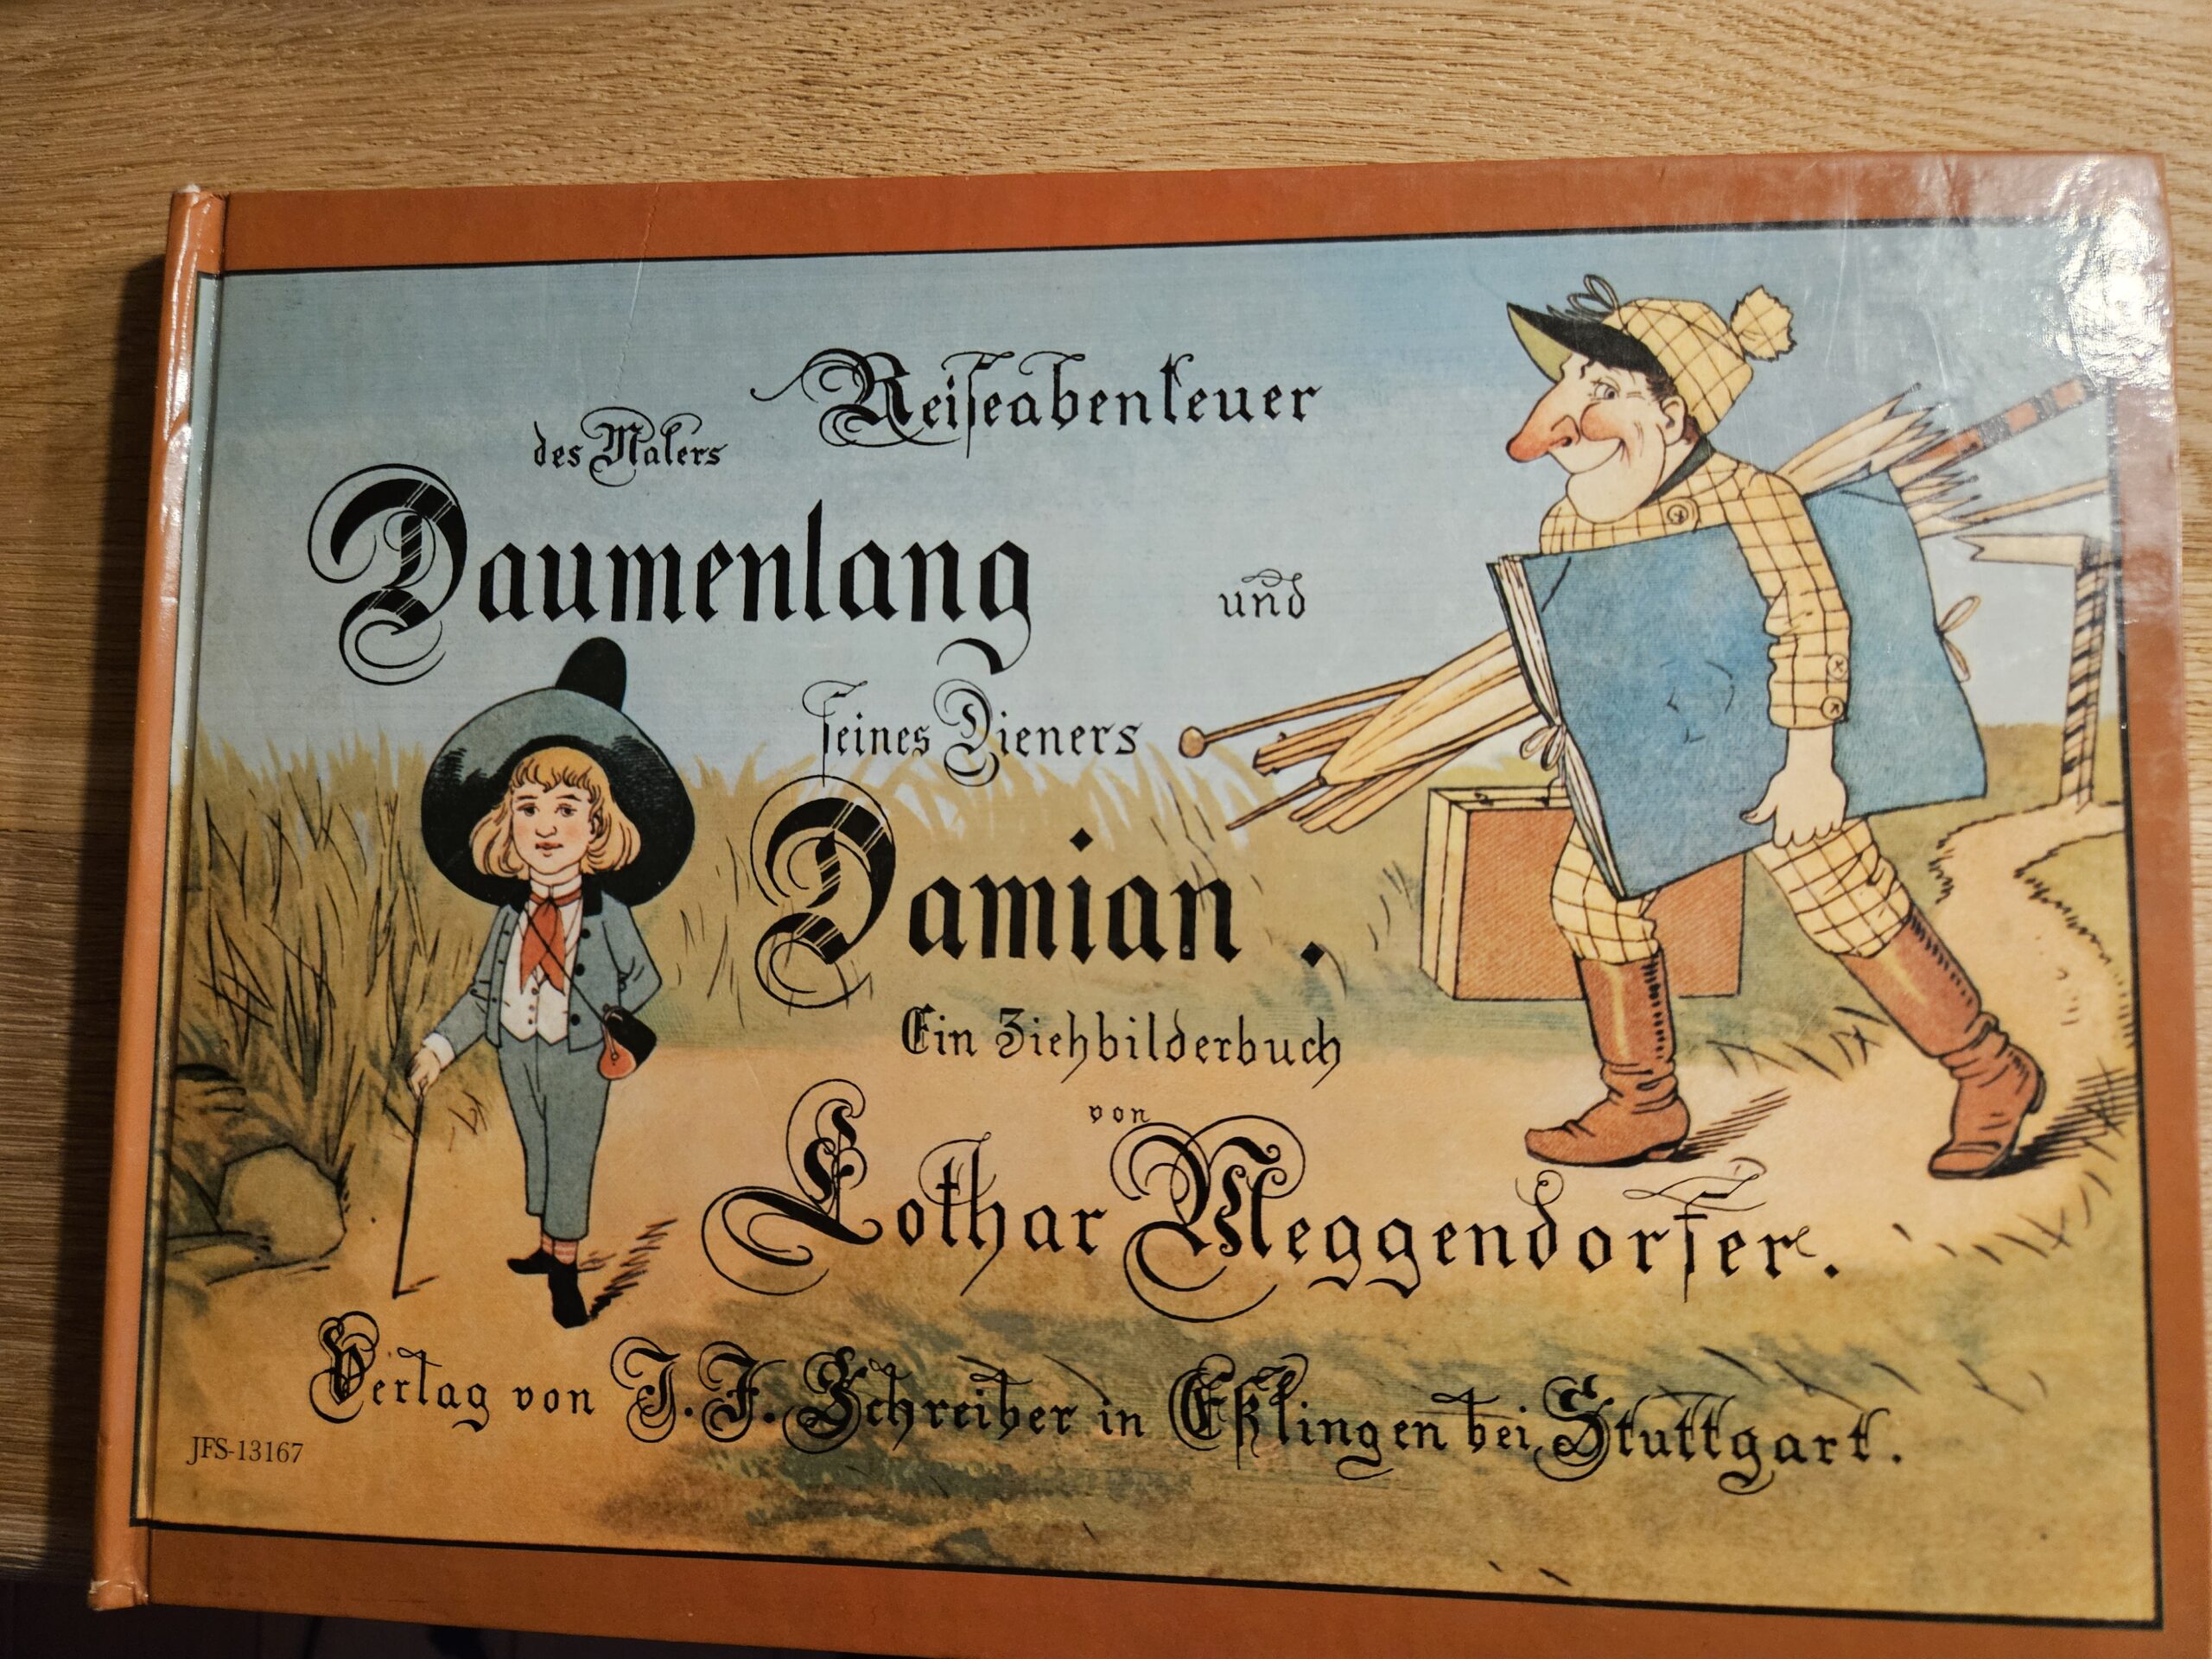 Reiseabenteuer
des Malers
Daumenlang und
seines Dieners
Damian.
Ein Ziehbilderbuch
von
Lothar Meggendorfer.
Verlag von J. F. Schreiber in Eßlingen bei Stuttgart.
JFS-13167